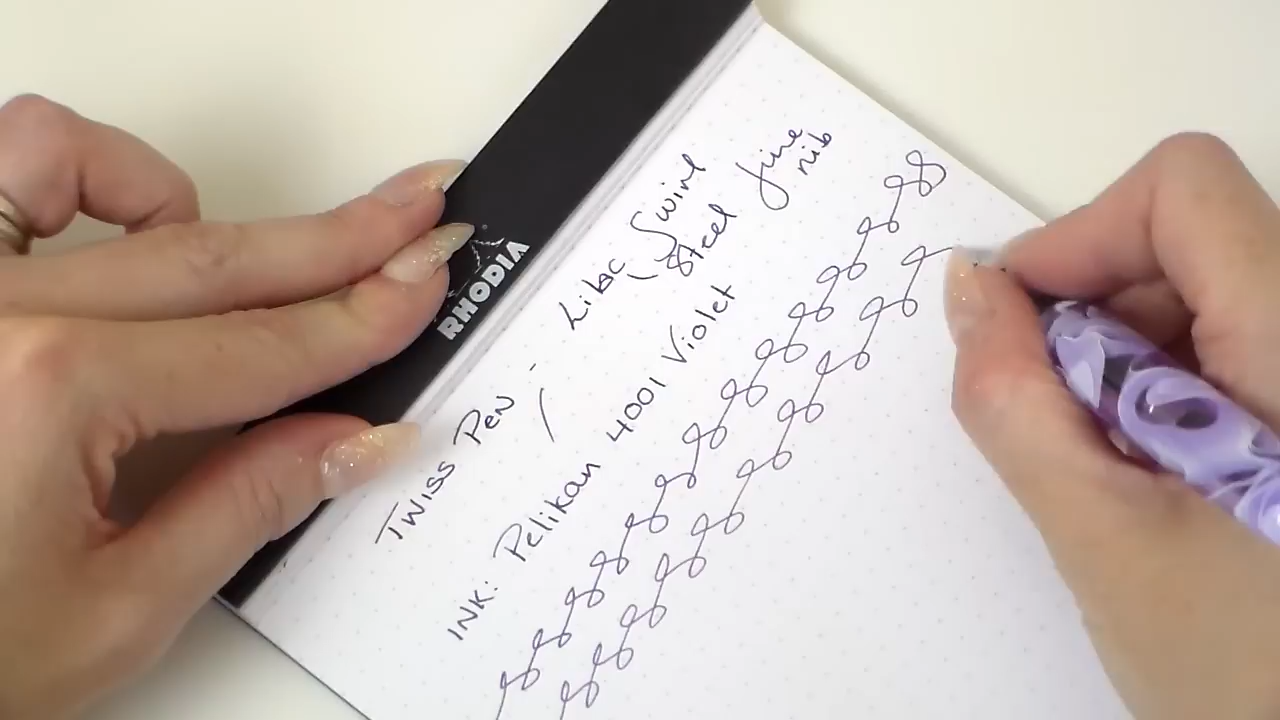 RHODIA
Twiss Pen - Lilac Swirl
Steel fine
nib
INK: Pelikan 4001 Violet